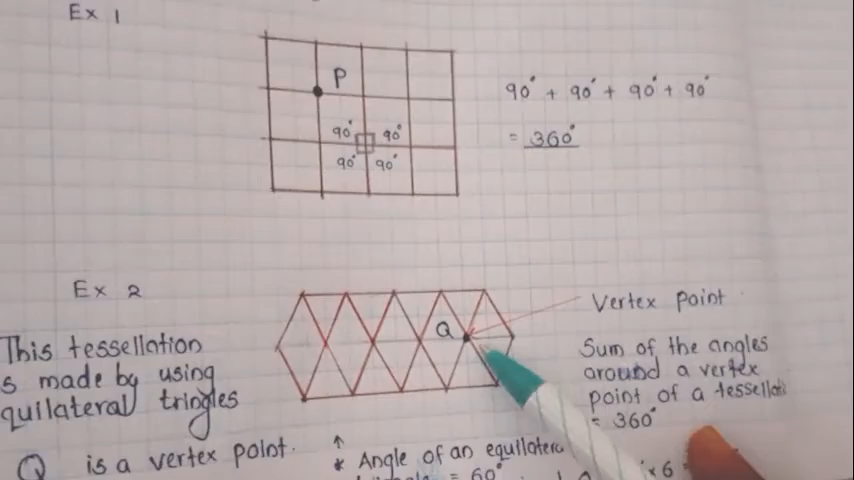 Ex 1
P
90° 90°
90° 90°
90° + 90° + 90° + 90°
= 360°
Ex 2
This tessellation
s made by using
quilateral tringles
Q is a vertex point.
Q
Vertex point
Sum of the angles
around a vertex
point of a tessellati
= 360°
* Angle of an equilatera
= 60°
× 6